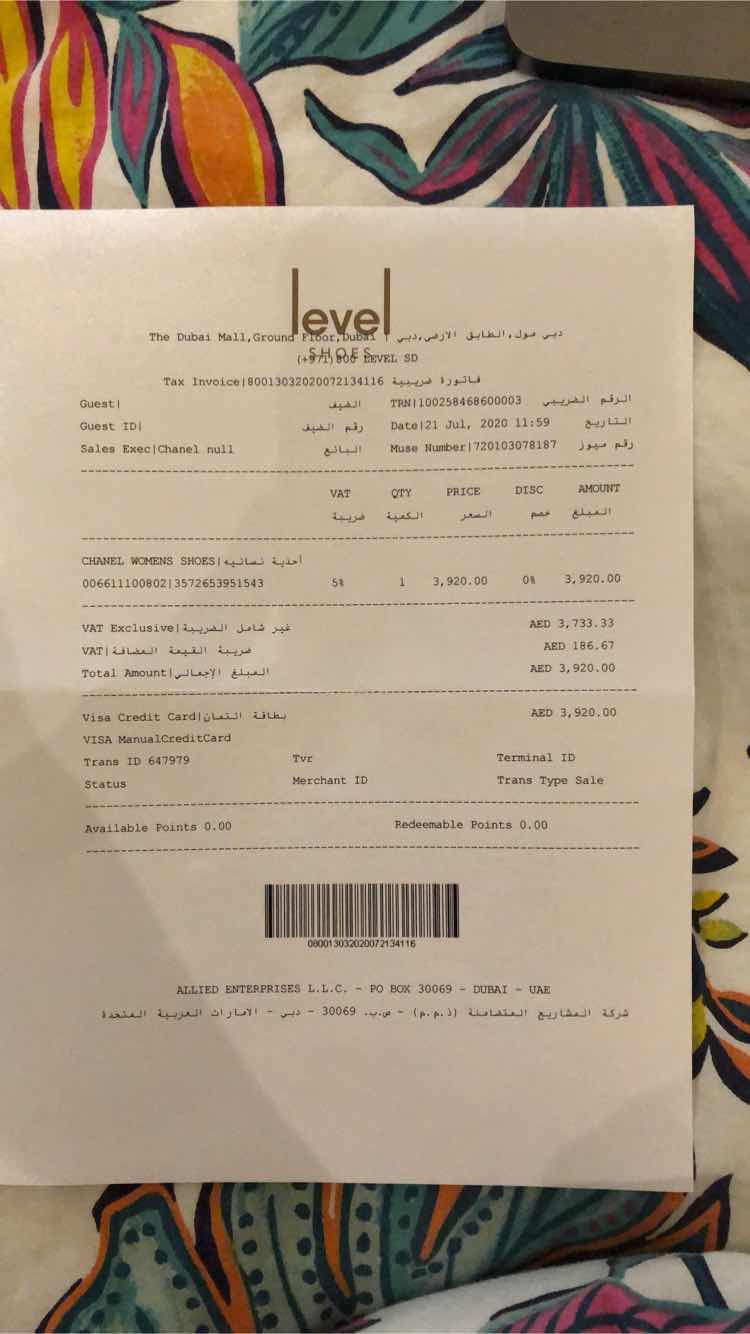 level
SHOES
The Dubai Mall,Ground Floor,Dubai | دبي مول,الطابق الارضي,دبي
(+971) 800 LEVEL SD
Tax Invoice|80013032020072134116 فاتورة ضريبية
Guest| الضيف TRN|100258468600003 الرقم الضريبي
Guest ID| رقم الضيف Date|21 Jul, 2020 11:59 التاريخ
Sales Exec|Chanel null البائع Muse Number|720103078187 رقم ميوز
VAT QTY PRICE DISC AMOUNT
ضريبة الكمية السعر خصم المبلغ
CHANEL WOMENS SHOES|أحذية نسائيه
006611100802|3572653951543 5% 1 3,920.00 0% 3,920.00
VAT Exclusive|غير شامل الضريبة AED 3,733.33
VAT|ضريبة القيمة المضافة AED 186.67
Total Amount|المبلغ الإجمالي AED 3,920.00
Visa Credit Card|بطاقة ائتمان AED 3,920.00
VISA ManualCreditCard
Trans ID 647979 Tvr Terminal ID
Status Merchant ID Trans Type Sale
Available Points 0.00 Redeemable Points 0.00
080013032020072134116
ALLIED ENTERPRISES L.L.C. - PO BOX 30069 - DUBAI - UAE
شركة المشاريع المتضامنة (ذ.م.م) - ص.ب. 30069 - دبي - الامارات العربية المتحدة